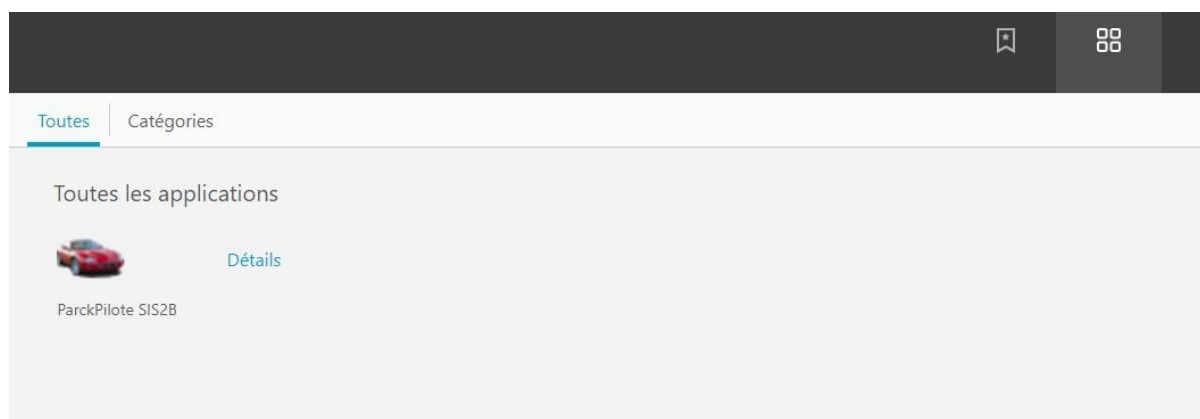 Toutes
Catégories
Toutes les applications
Détails
ParckPilote SIS2B